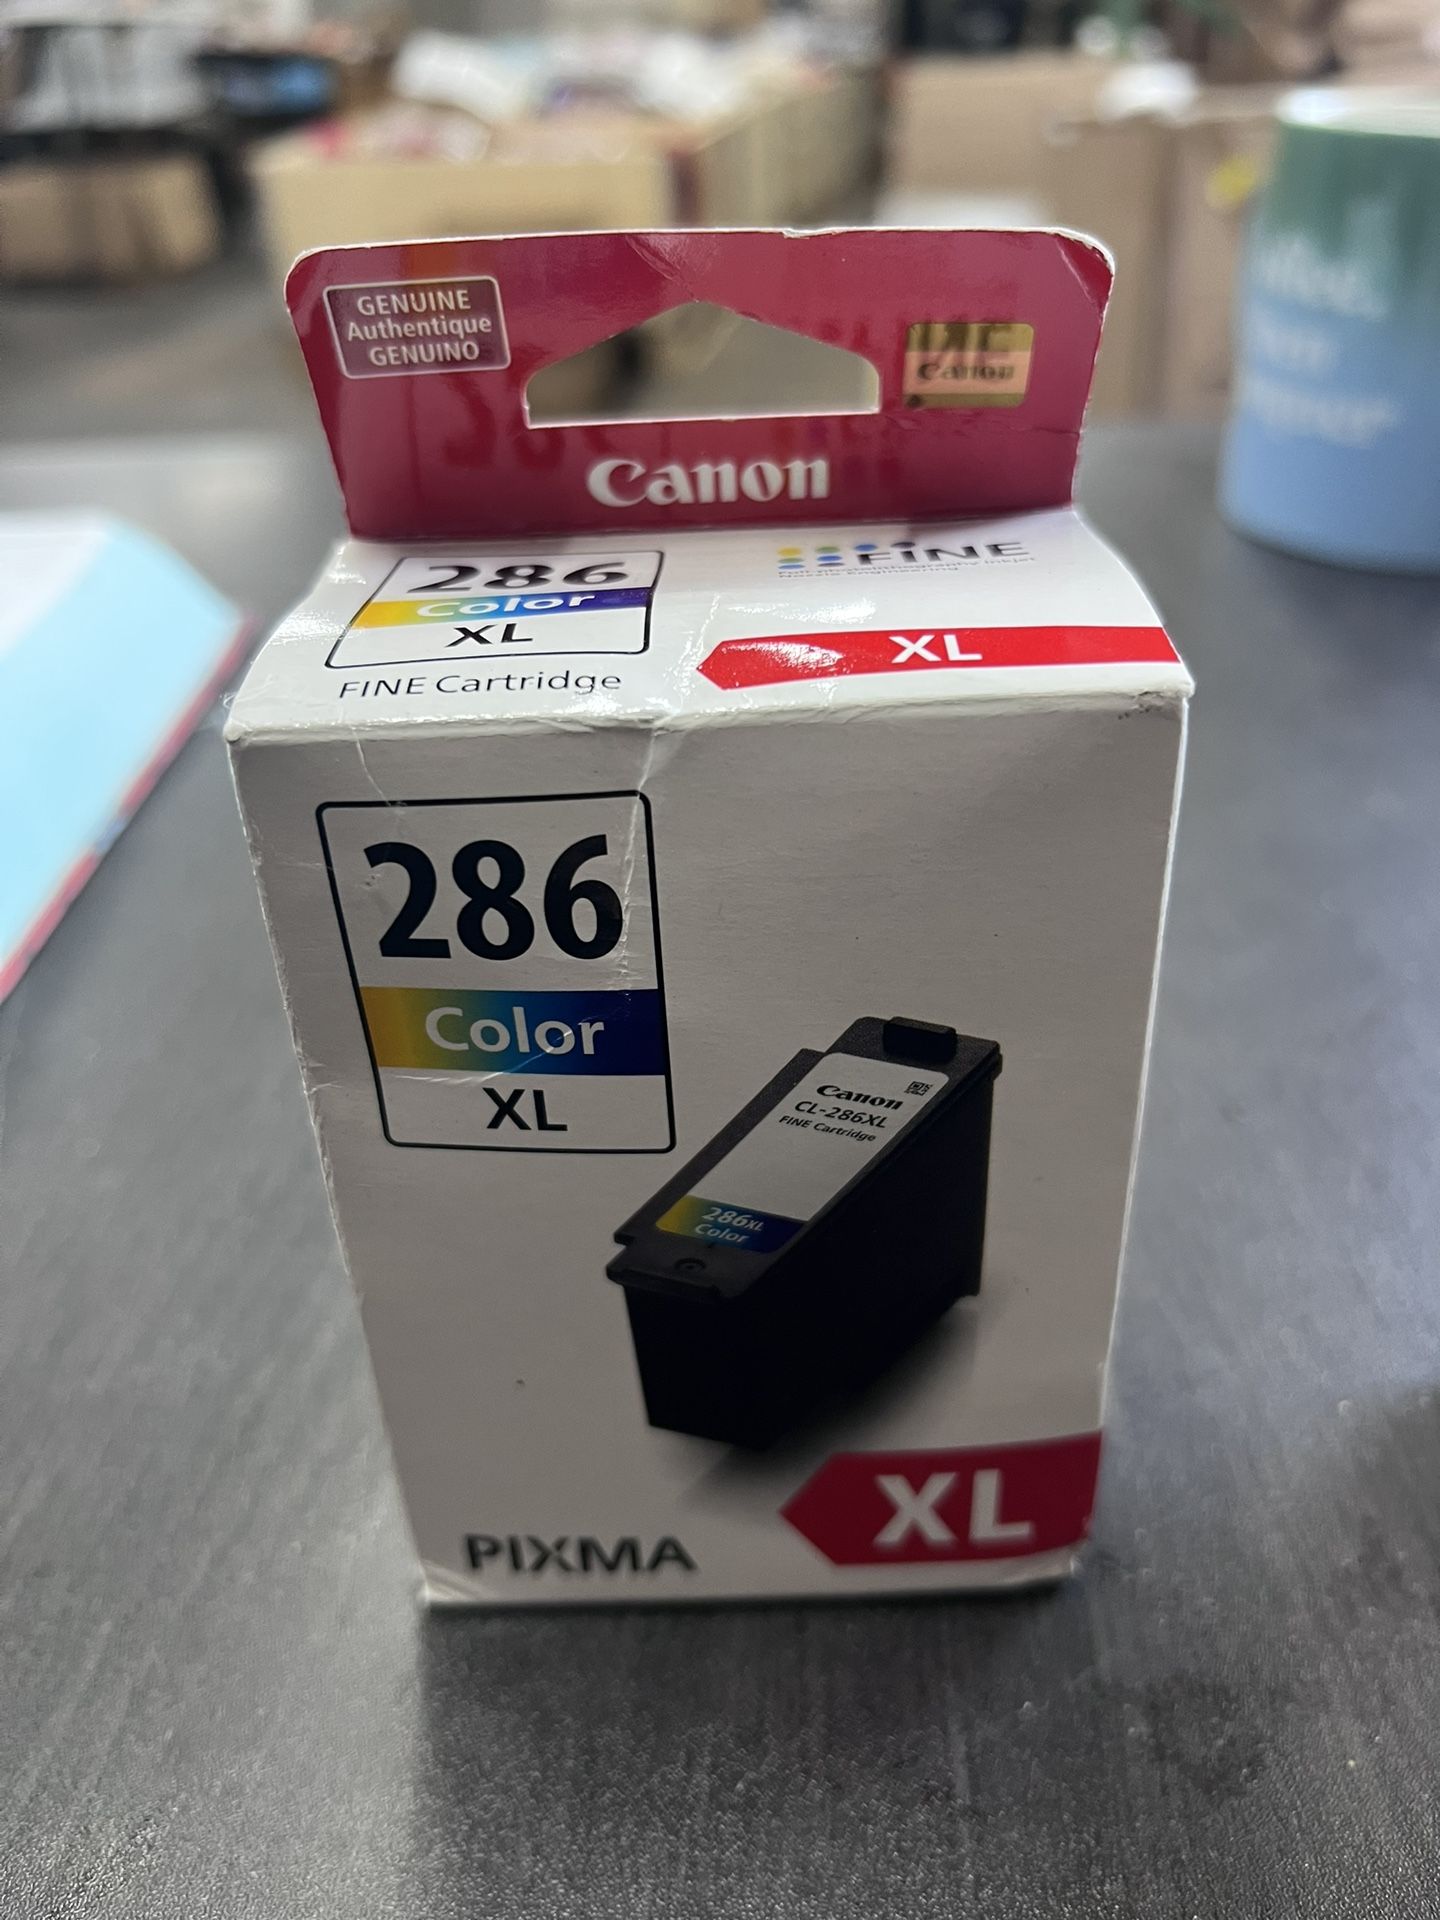 GENUINE
Authentique
GENUINO
Canon
Canon
286
Color
XL
FINE Cartridge
FINE
XL
286
Color
XL
Canon
CL-286XL
FINE Cartridge
286XL
Color
PIXMA
XL